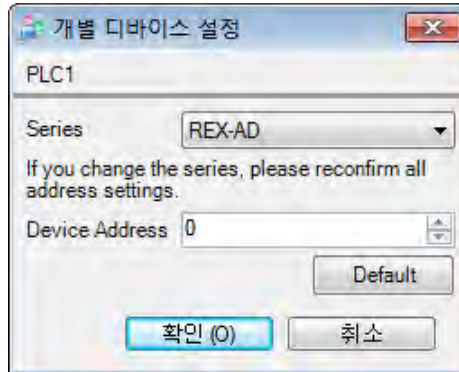 개별 디바이스 설정
PLC1
Series REX-AD
If you change the series, please reconfirm all
address settings.
Device Address 0
Default
확인 (O) 취소